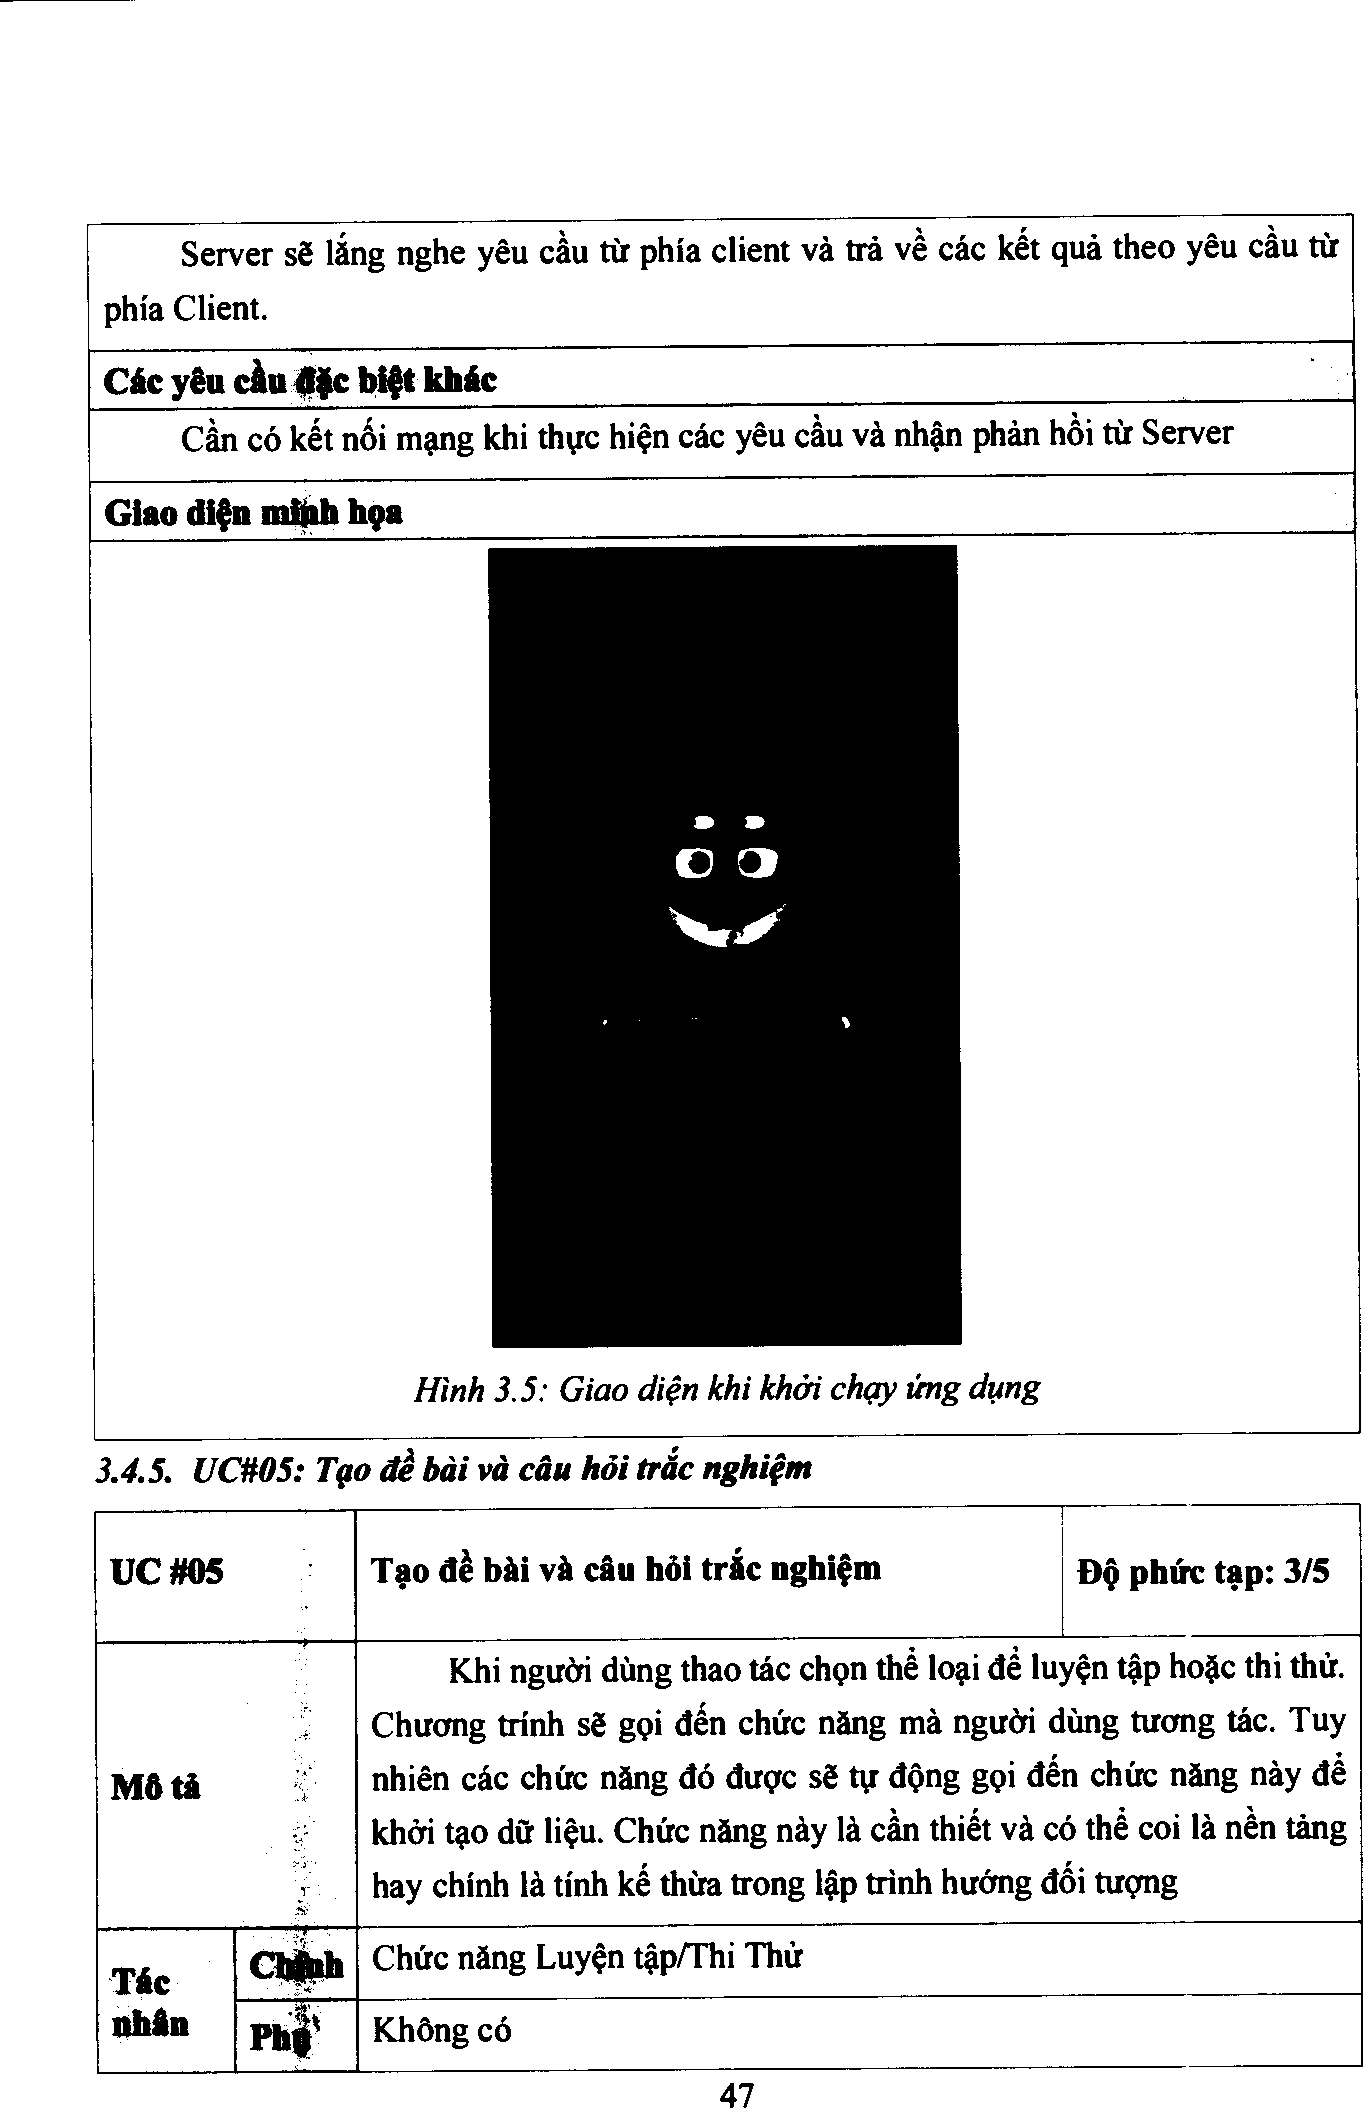 Server sẽ lắng nghe yêu cầu từ phía client và trả về các kết quả theo yêu cầu từ
phía Client.
Các yêu cầu đặc biệt khác
Cần có kết nối mạng khi thực hiện các yêu cầu và nhận phản hồi từ Server
Giao diện minh họa
Hình 3.5: Giao diện khi khởi chạy ứng dụng
3.4.5. UC#05: Tạo đề bài và câu hỏi trắc nghiệm
UC #05
Tạo đề bài và câu hỏi trắc nghiệm
Độ phức tạp: 3/5
Mô tả
Khi người dùng thao tác chọn thể loại để luyện tập hoặc thi thử.
Chương trính sẽ gọi đến chức năng mà người dùng tương tác. Tuy
nhiên các chức năng đó được sẽ tự động gọi đến chức năng này để
khởi tạo dữ liệu. Chức năng này là cần thiết và có thể coi là nền tảng
hay chính là tính kế thừa trong lập trình hướng đối tượng
Tác
nhân
Chính
Chức năng Luyện tập/Thi Thử
Phụ
Không có
47